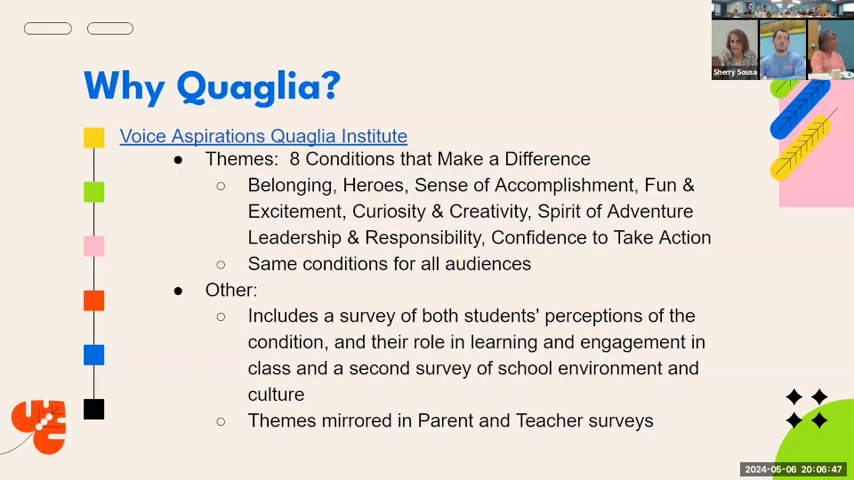 Sherry Sousa
Why Quaglia?
Voice Aspirations Quaglia Institute
● Themes: 8 Conditions that Make a Difference
○ Belonging, Heroes, Sense of Accomplishment, Fun &
Excitement, Curiosity & Creativity, Spirit of Adventure
Leadership & Responsibility, Confidence to Take Action
○ Same conditions for all audiences
● Other:
○ Includes a survey of both students' perceptions of the
condition, and their role in learning and engagement in
class and a second survey of school environment and
culture
○ Themes mirrored in Parent and Teacher surveys
2024-05-06 20:06:47